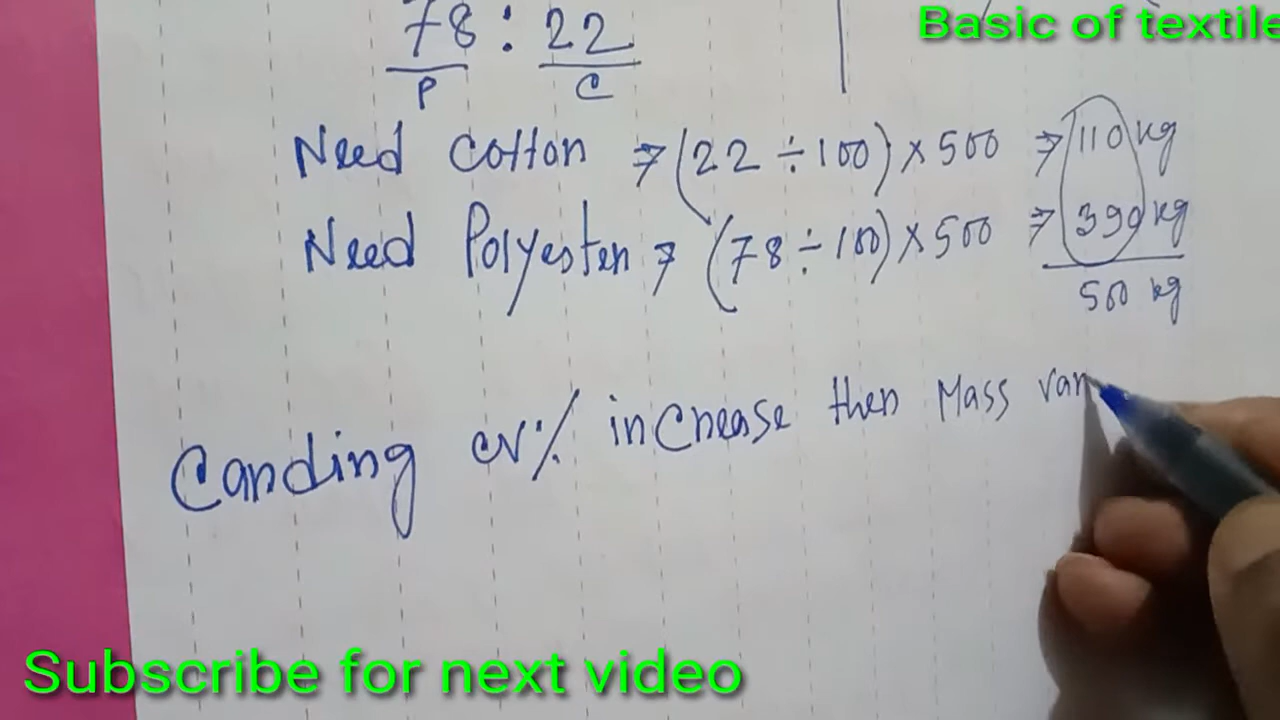 Basic of textile
78 : 22
P C
Need Cotton ⇒ (22 ÷ 100) × 500 ⇒ 110 kg
Need Polyester ⇒ (78 ÷ 100) × 500 ⇒ 390 kg
500 kg
Carding CV% increase then Mass var
Subscribe for next video